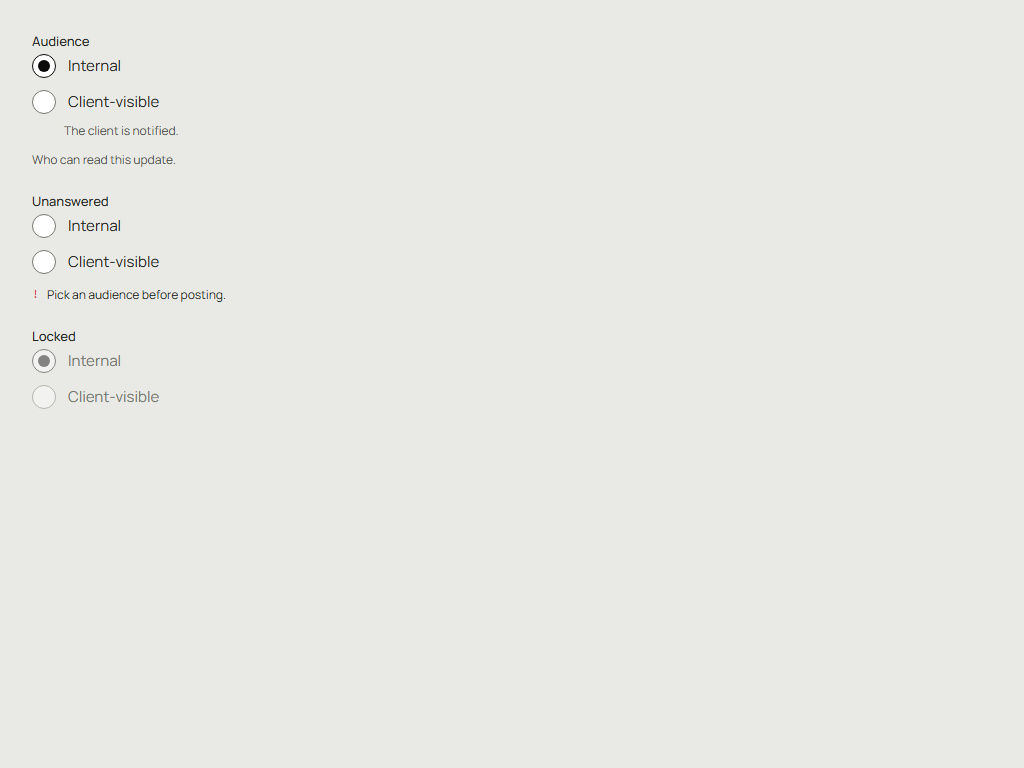 Audience
Internal
Client-visible
The client is notified.
Who can read this update.
Unanswered
Internal
Client-visible
! Pick an audience before posting.
Locked
Internal
Client-visible